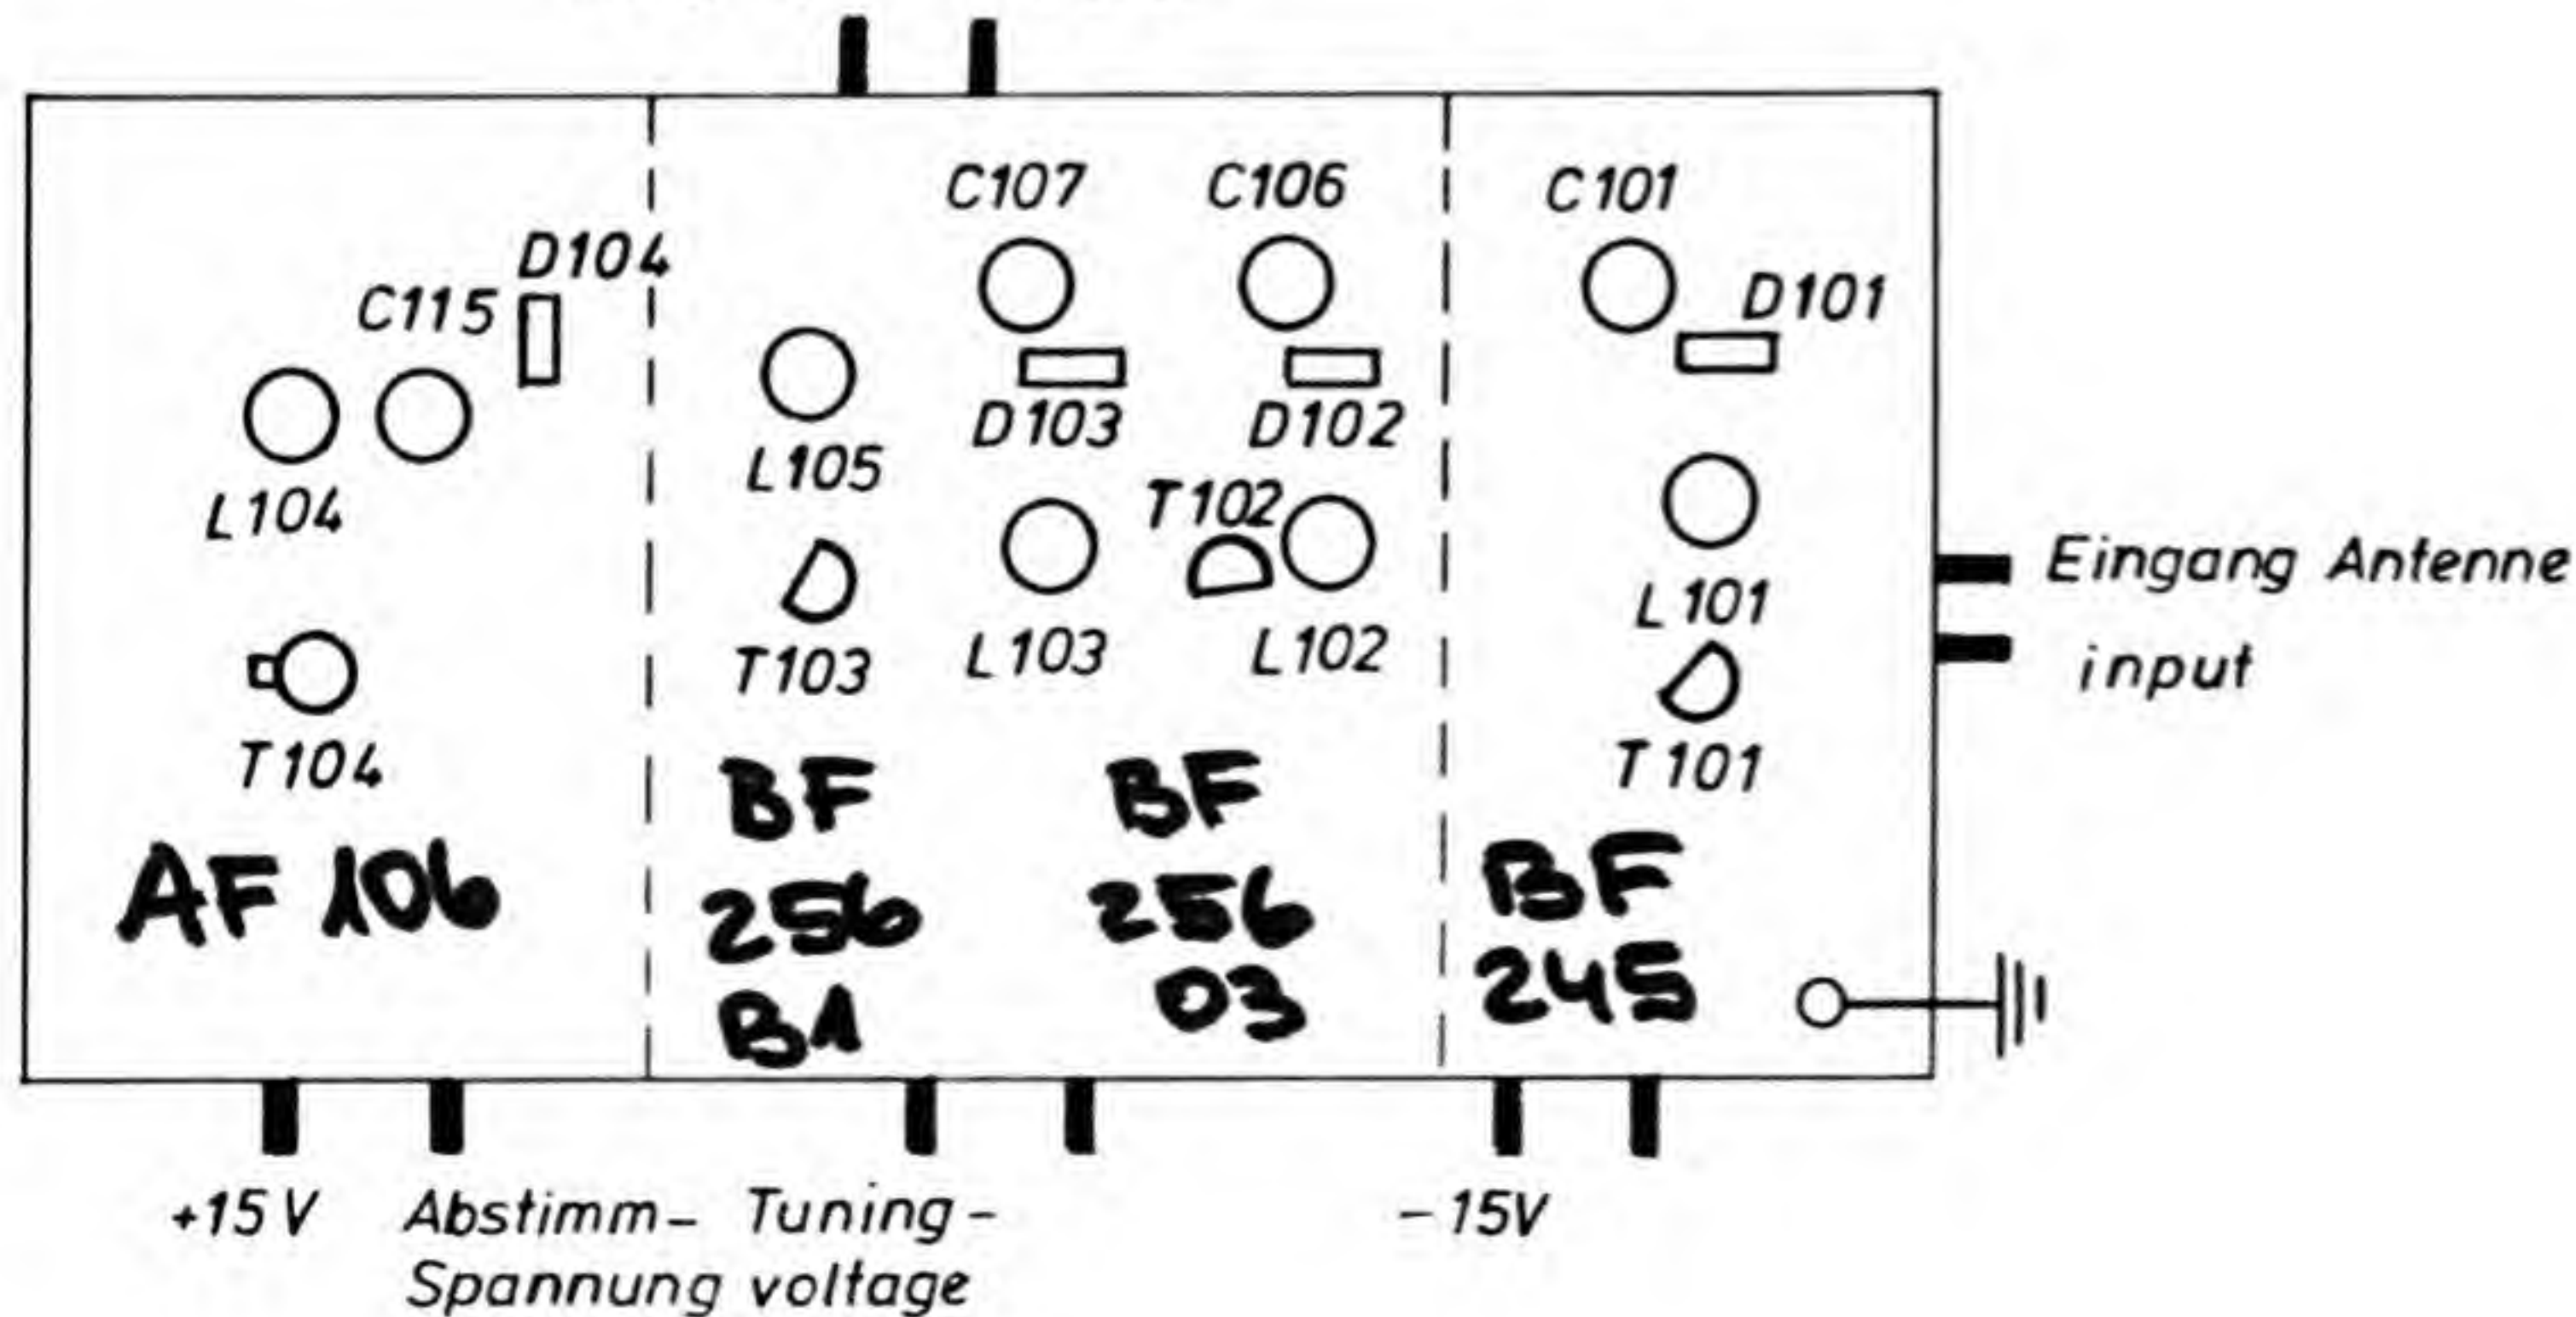 C107 C106 C101
D104
C115 D101
D103 D102
L105 T102
L104
L101
T103 L103 L102
T104 T101
BF BF BF
AF 106 256 256 245
B1 03
Eingang Antenne
input
+15V Abstimm- Tuning- -15V
Spannung voltage